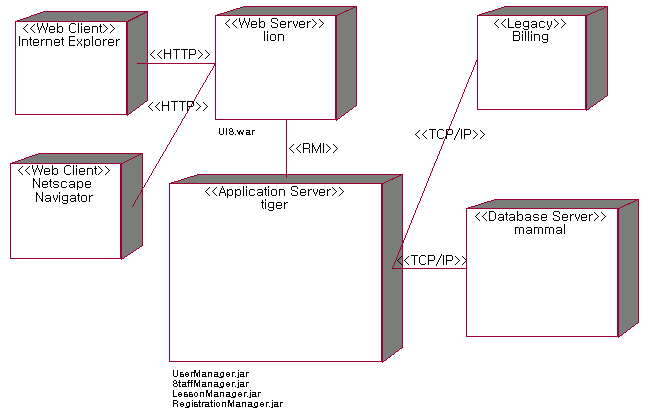 <<Web Client>>
Internet Explorer
<<HTTP>>
<<Web Server>>
lion
<<Legacy>>
Billing
<<HTTP>>
UI8.war
<<TCP/IP>>
<<RMI>>
<<Web Client>>
Netscape
Navigator
<<Application Server>>
tiger
<<Database Server>>
mammal
<<TCP/IP>>
UserManager.jar
StaffManager.jar
LessonManager.jar
RegistrationManager.jar